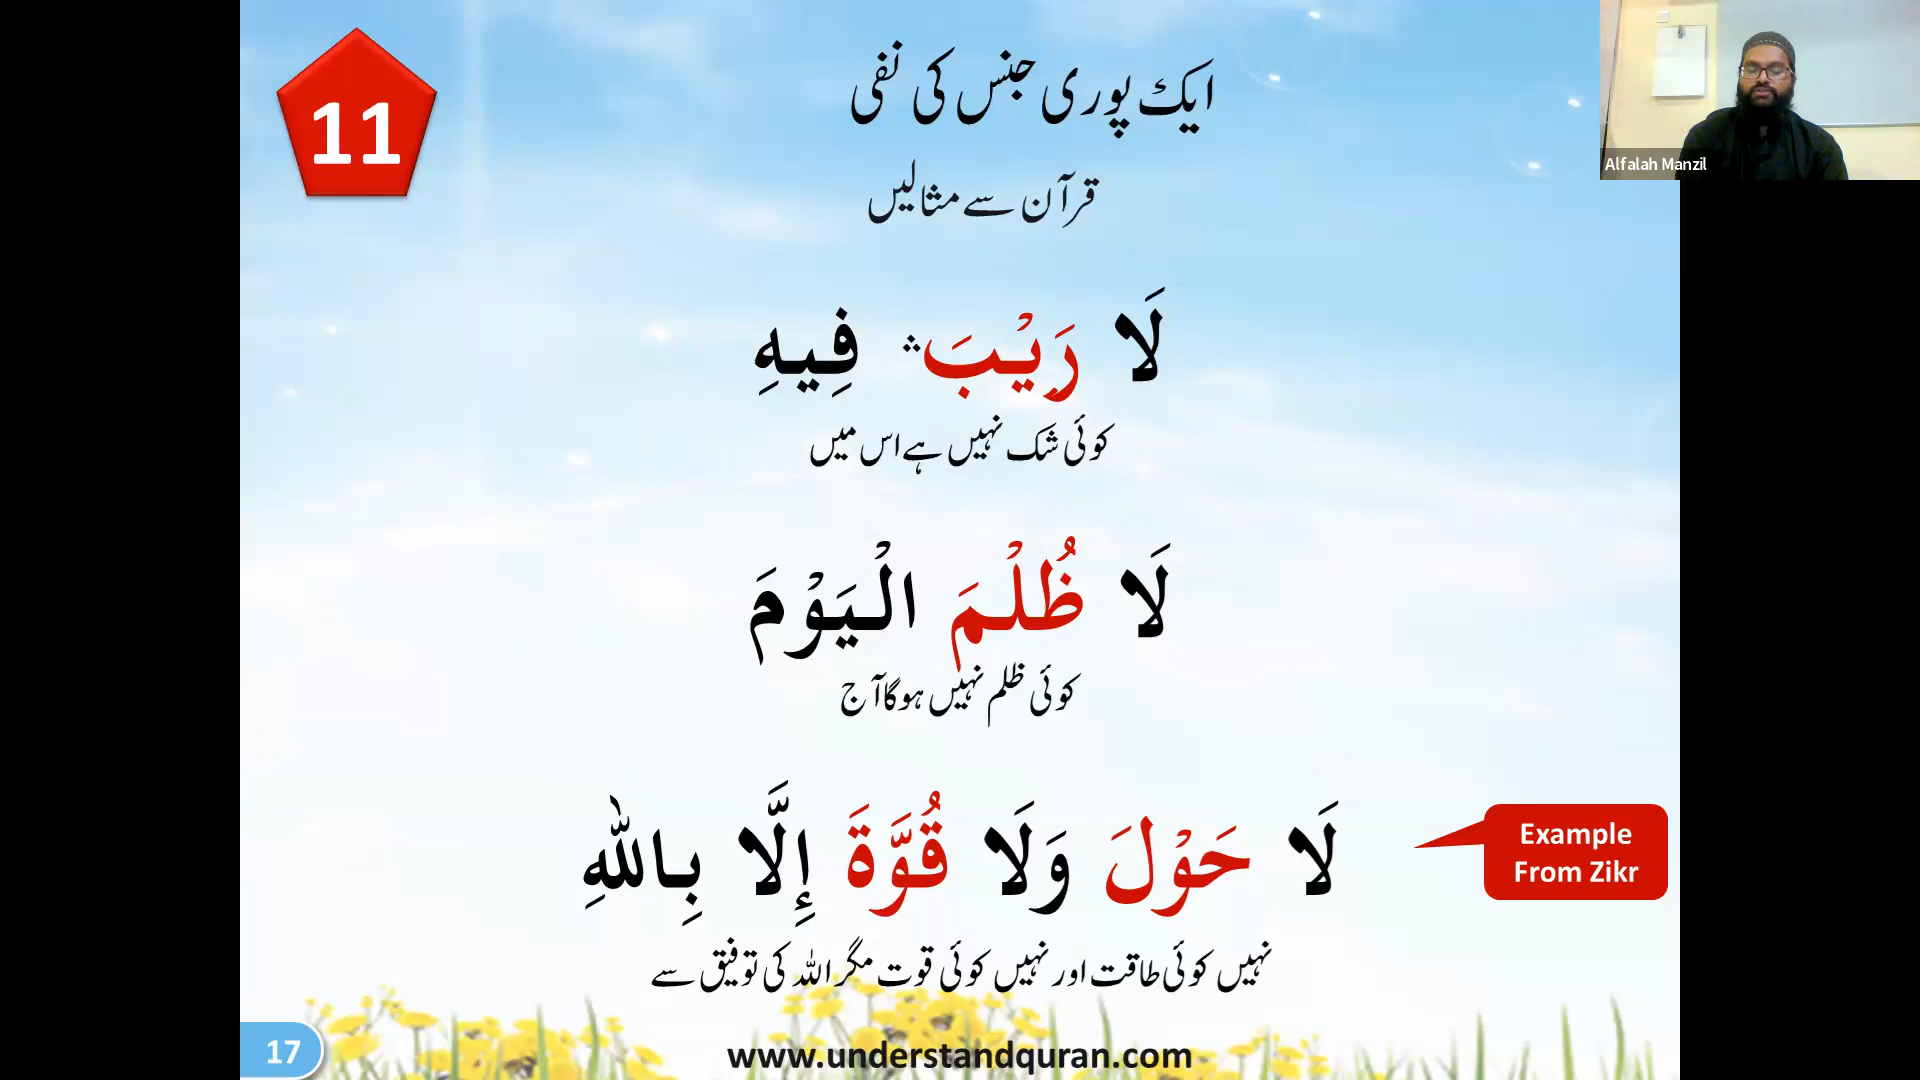 11
ایک پوری جنس کی نفی
قرآن سے مثالیں
لَا رَيْبَ ۛ فِيهِ
کوئی شک نہیں ہے اس میں
لَا ظُلْمَ الْيَوْمَ
کوئی ظلم نہیں ہوگا آج
لَا حَوْلَ وَلَا قُوَّةَ إِلَّا بِاللّٰهِ
Example
From Zikr
نہیں کوئی طاقت اور نہیں کوئی قوت مگر اللہ کی توفیق سے
17
www.understandquran.com
Alfalah Manzil